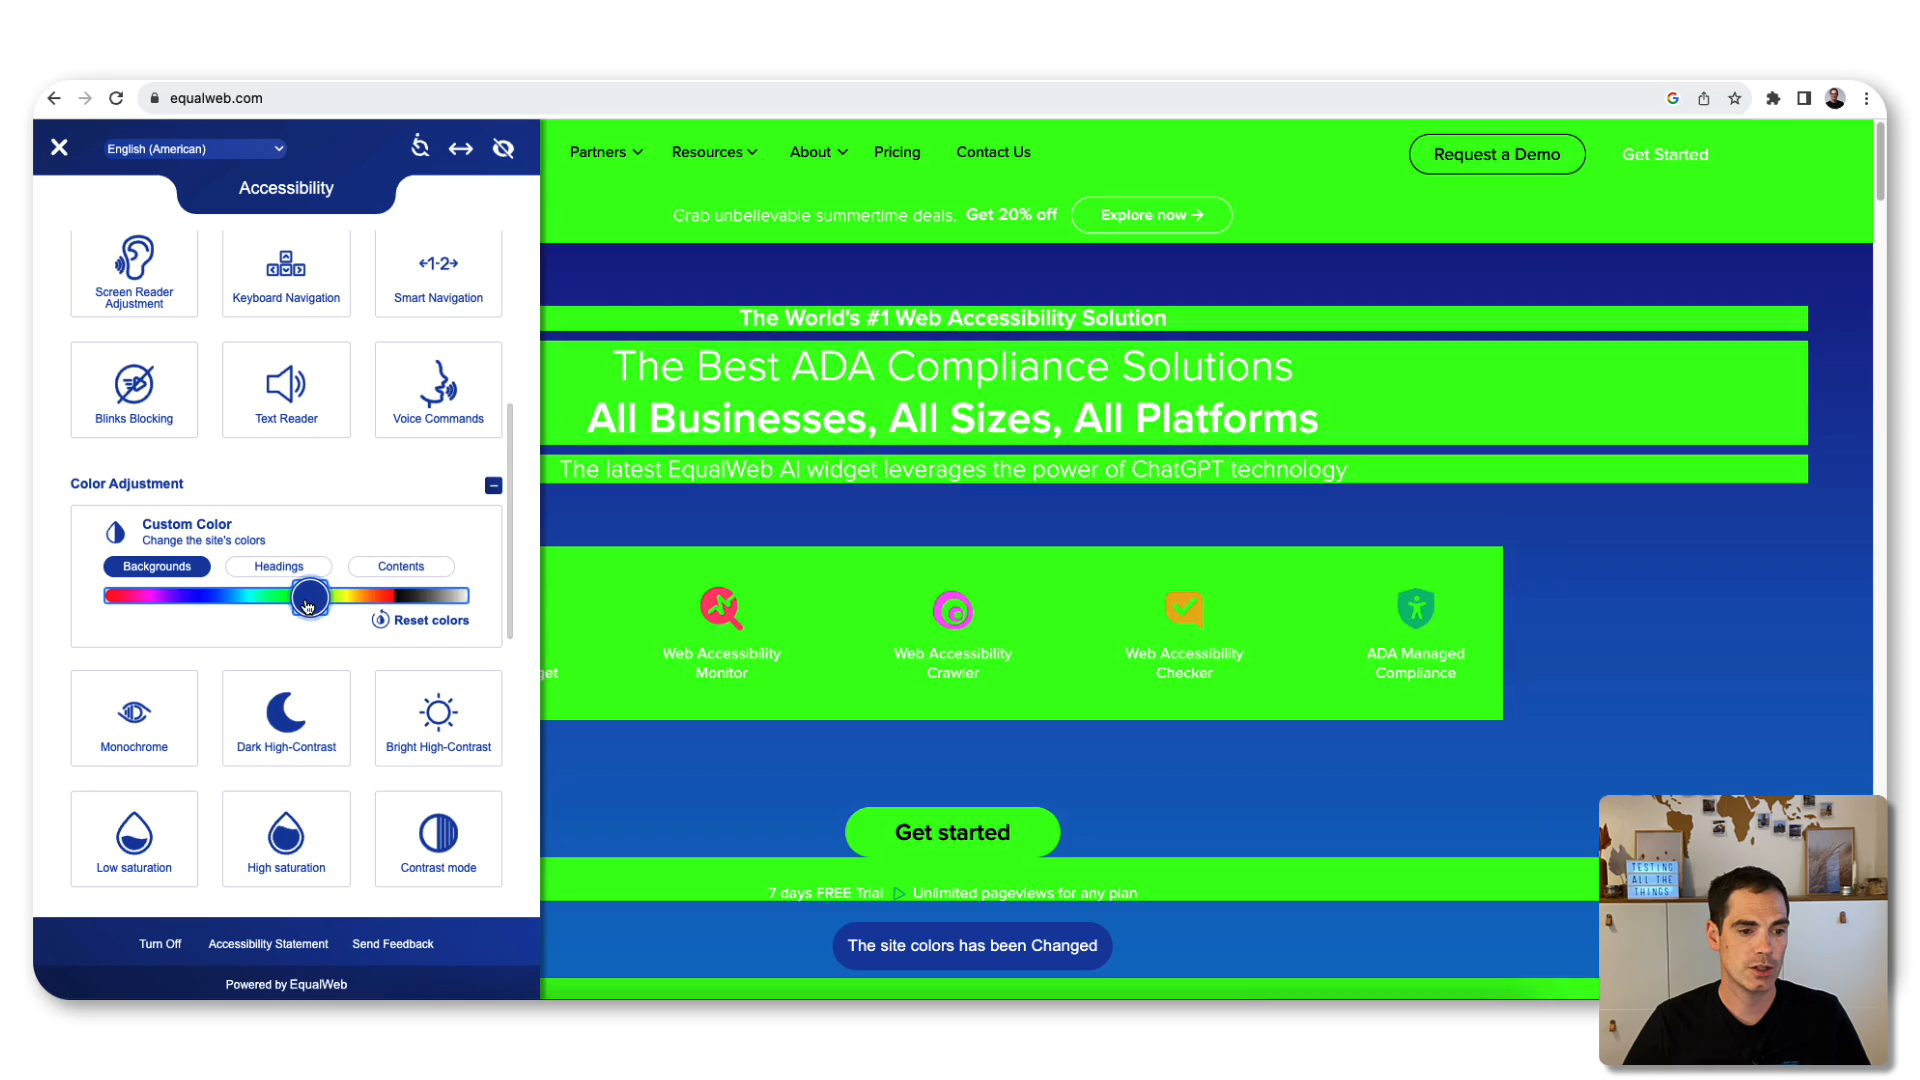 equalweb.com
English (American)
Accessibility
Partners
Resources
About
Pricing
Contact Us
Request a Demo
Get Started
Grab unbelievable summertime deals. Get 20% off
Explore now →
Screen Reader
Adjustment
Keyboard Navigation
1-2
Smart Navigation
Blinks Blocking
Text Reader
Voice Commands
Color Adjustment
Custom Color
Change the site's colors
Backgrounds
Headings
Contents
Reset colors
Monochrome
Dark High-Contrast
Bright High-Contrast
Low saturation
High saturation
Contrast mode
Turn Off
Accessibility Statement
Send Feedback
Powered by EqualWeb
The World's #1 Web Accessibility Solution
The Best ADA Compliance Solutions
All Businesses, All Sizes, All Platforms
The latest EqualWeb AI widget leverages the power of ChatGPT technology
get
Web Accessibility
Monitor
Web Accessibility
Crawler
Web Accessibility
Checker
ADA Managed
Compliance
Get started
7 days FREE Trial
Unlimited pageviews for any plan
The site colors has been Changed
TESTING
ALL THE
THINGS